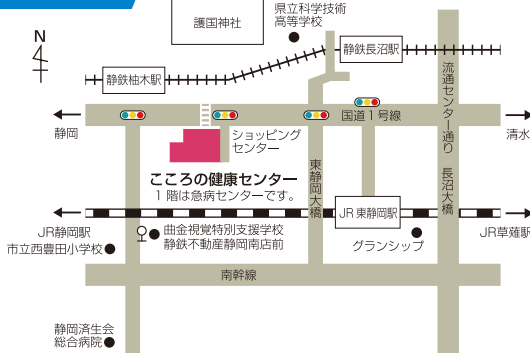 護国神社
県立科学技術
高等学校
N
静鉄長沼駅
静鉄柚木駅
流通センター通り 長沼大橋
国道1号線
静岡
清水
ショッピング
センター
東静岡大橋
こころの健康センター
1階は急病センターです。
JR東静岡駅
JR静岡駅
市立西豊田小学校
曲金視覚特別支援学校
静鉄不動産静岡南店前
グランシップ
JR草薙駅
南幹線
静岡済生会
総合病院